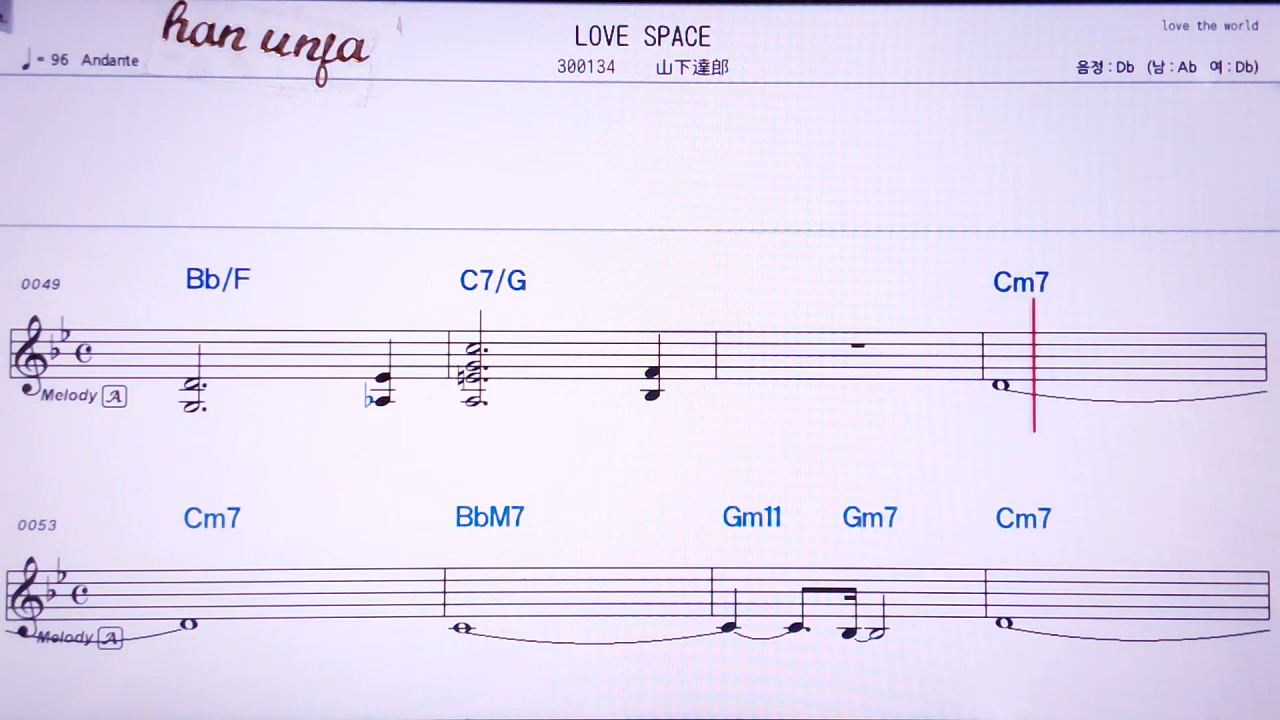 han unja
LOVE SPACE
love the world
♩= 96 Andante
300134 山下達郎
음정 : Db (남 : Ab 여 : Db)
Bb/F C7/G Cm7
0049
Melody A
Cm7 BbM7 Gm11 Gm7 Cm7
0053
Melody A